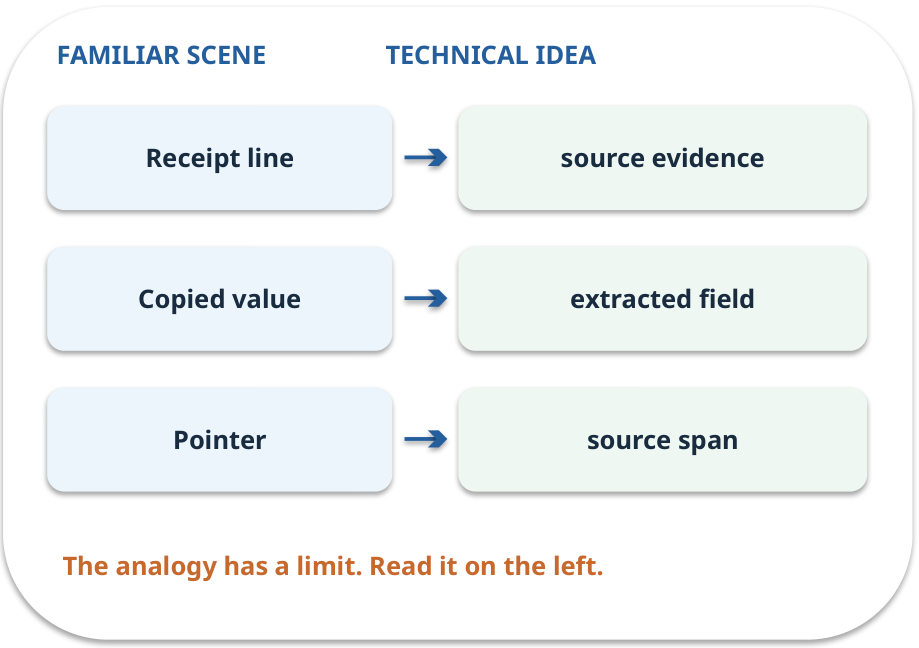 FAMILIAR SCENE TECHNICAL IDEA
Receipt line source evidence
Copied value extracted field
Pointer source span
The analogy has a limit. Read it on the left.